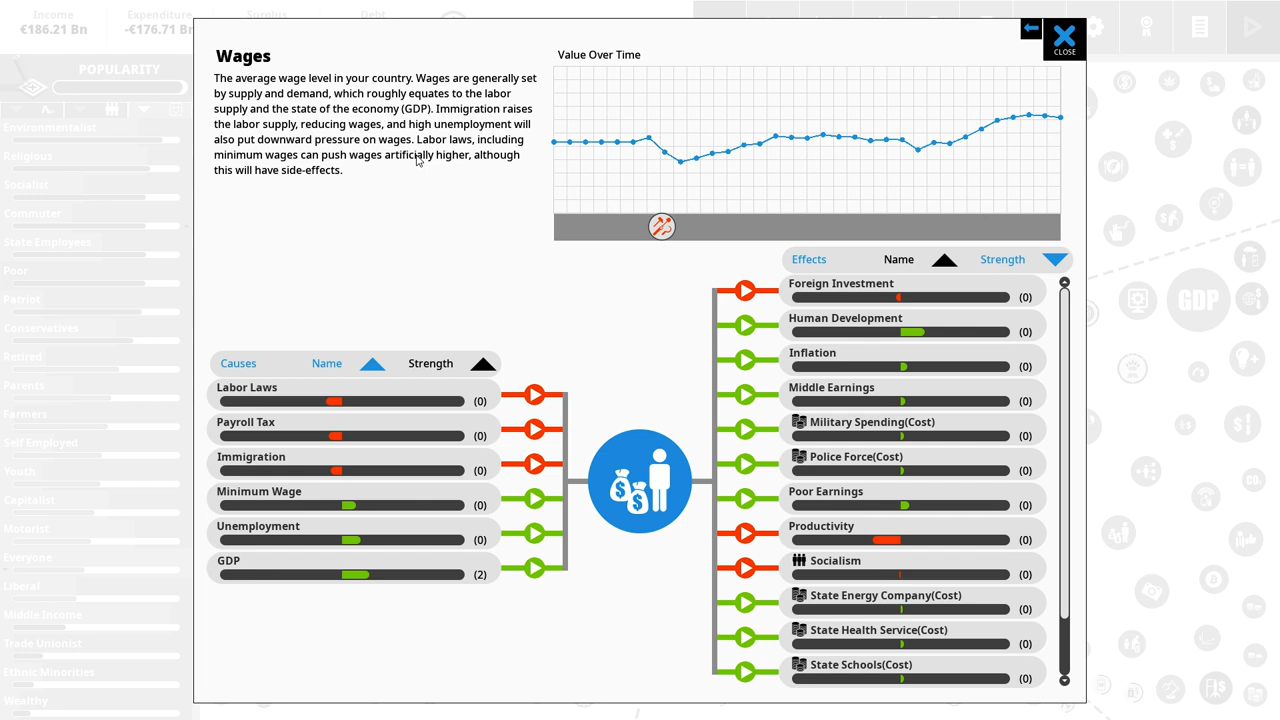 Income
Expenditure
Surplus
Debt
€186.21 Bn
-€176.71 Bn
POPULARITY
Environmentalist
Religious
Socialist
Commuter
State Employees
Poor
Patriot
Conservatives
Retired
Parents
Farmers
Self Employed
Youth
Capitalist
Motorist
Everyone
Liberal
Middle Income
Trade Unionist
Ethnic Minorities
Wealthy
Wages
The average wage level in your country. Wages are generally set
by supply and demand, which roughly equates to the labor
supply and the state of the economy (GDP). Immigration raises
the labor supply, reducing wages, and high unemployment will
also put downward pressure on wages. Labor laws, including
minimum wages can push wages artificially higher, although
this will have side-effects.
Value Over Time
CLOSE
Causes Name Strength
Labor Laws
(0)
Payroll Tax
(0)
Immigration
(0)
Minimum Wage
(0)
Unemployment
(0)
GDP
(2)
Effects Name Strength
Foreign Investment
(0)
Human Development
(0)
Inflation
(0)
Middle Earnings
(0)
Military Spending(Cost)
(0)
Police Force(Cost)
(0)
Poor Earnings
(0)
Productivity
(0)
Socialism
(0)
State Energy Company(Cost)
(0)
State Health Service(Cost)
(0)
State Schools(Cost)
(0)
GDP